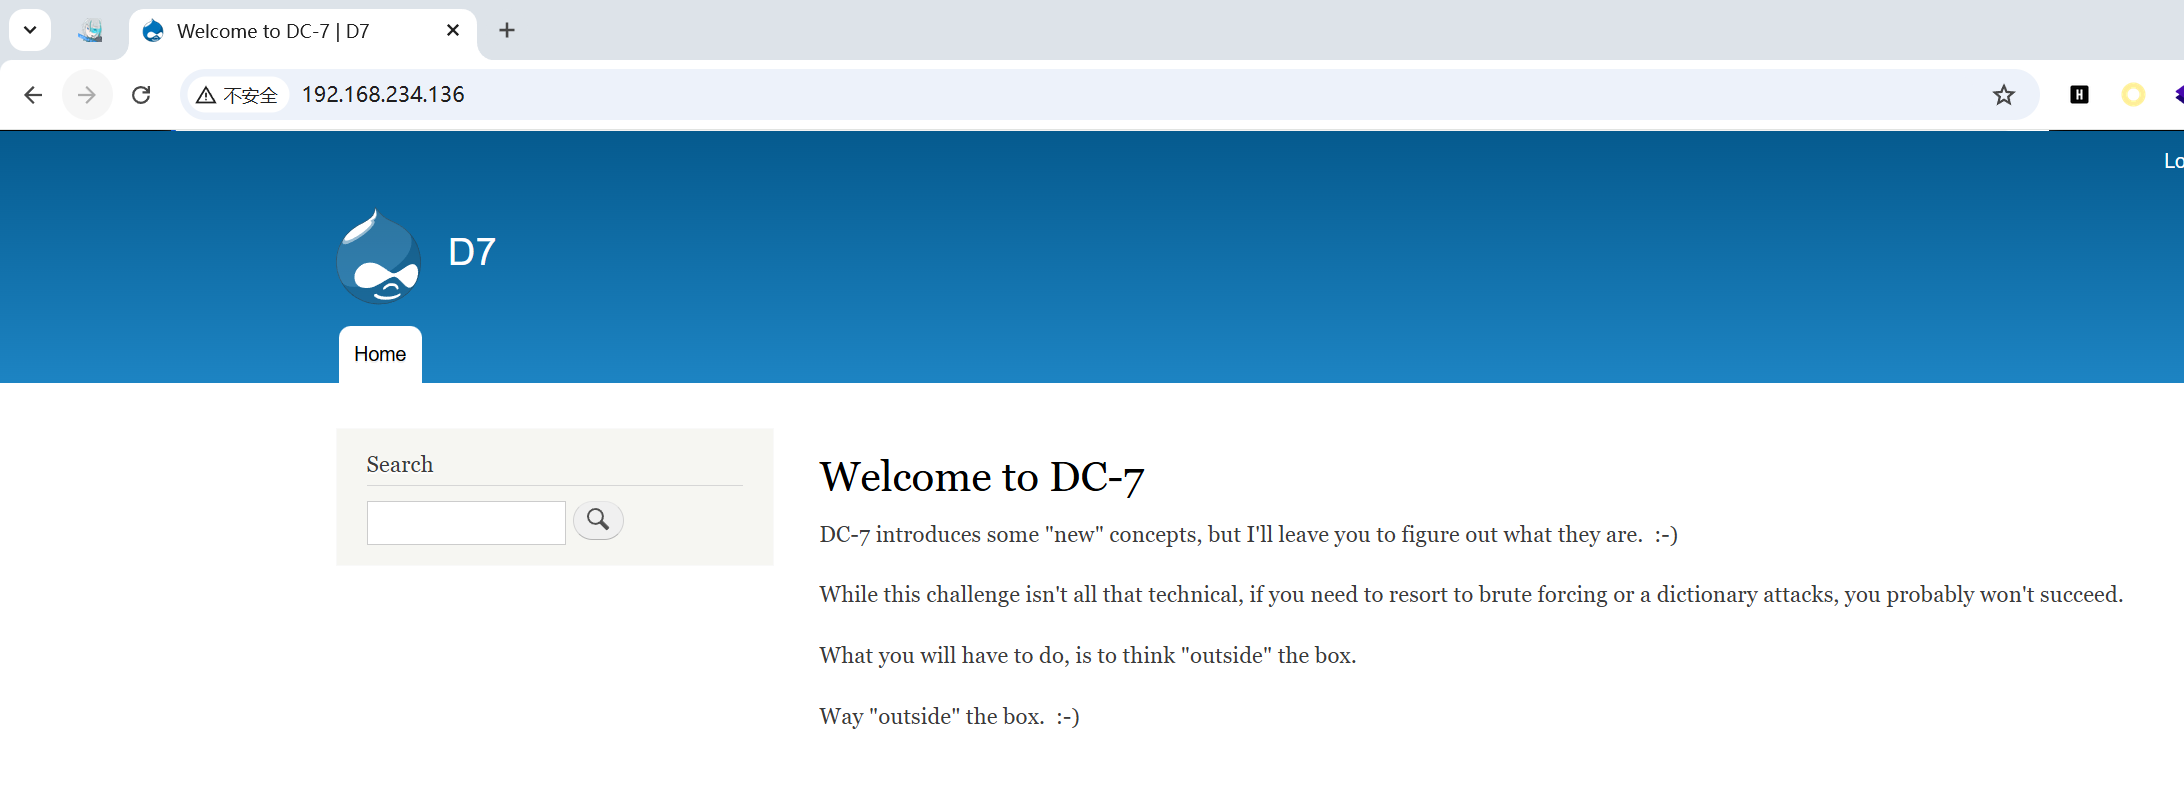 Welcome to DC-7 | D7
不安全 192.168.234.136
H
Lo
D7
Home
Search
Welcome to DC-7
DC-7 introduces some "new" concepts, but I'll leave you to figure out what they are.  :-)
While this challenge isn't all that technical, if you need to resort to brute forcing or a dictionary attacks, you probably won't succeed.
What you will have to do, is to think "outside" the box.
Way "outside" the box.  :-)